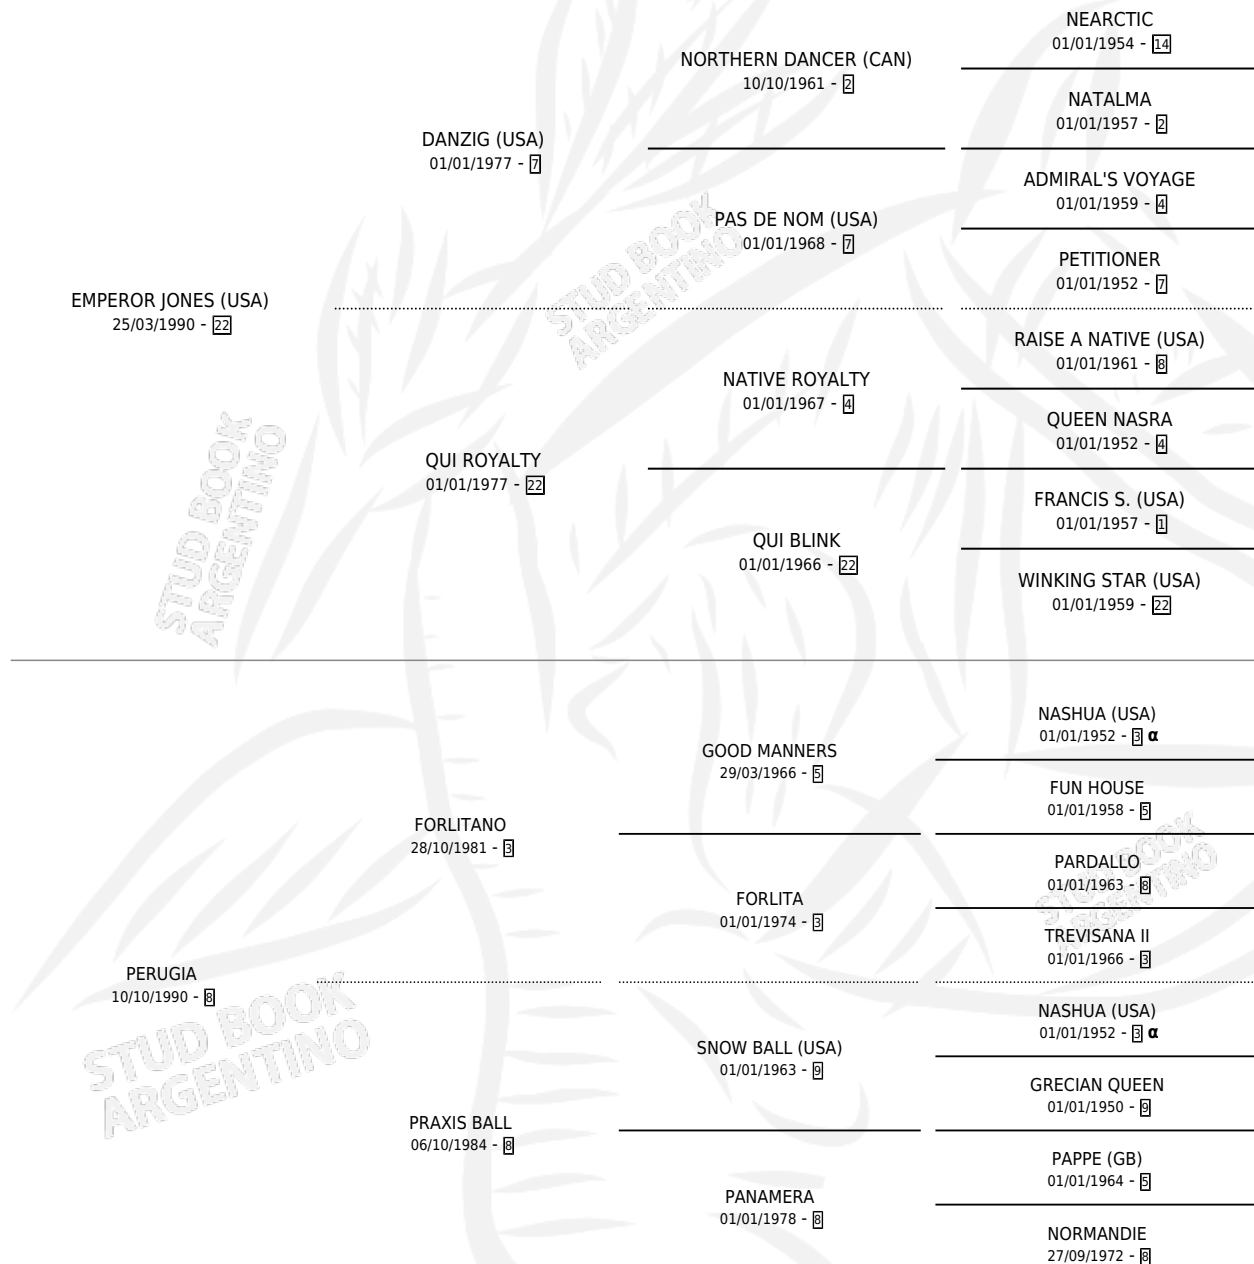 NEARCTIC
01/01/1954 - 14
NORTHERN DANCER (CAN)
10/10/1961 - 2
NATALMA
01/01/1957 - 2
DANZIG (USA)
01/01/1977 - 7
ADMIRAL'S VOYAGE
01/01/1959 - 4
PAS DE NOM (USA)
01/01/1968 - 7
PETITIONER
01/01/1952 - 7
EMPEROR JONES (USA)
25/03/1990 - 22
STUD BOOK
ARGENTINO
RAISE A NATIVE (USA)
01/01/1961 - 8
NATIVE ROYALTY
01/01/1967 - 4
QUEEN NASRA
01/01/1952 - 4
QUI ROYALTY
01/01/1977 - 22
FRANCIS S. (USA)
01/01/1957 - 1
QUI BLINK
01/01/1966 - 22
WINKING STAR (USA)
01/01/1959 - 22
STUD BOOK
ARGENTINO
NASHUA (USA)
01/01/1952 - 3 α
GOOD MANNERS
29/03/1966 - 5
FUN HOUSE
01/01/1958 - 5
FORLITANO
28/10/1981 - 3
PARDALLO
01/01/1963 - 8
FORLITA
01/01/1974 - 3
TREVISANA II
01/01/1966 - 3
STUD BOOK
ARGENTINO
PERUGIA
10/10/1990 - 8
STUD BOOK
ARGENTINO
NASHUA (USA)
01/01/1952 - 3 α
SNOW BALL (USA)
01/01/1963 - 9
GRECIAN QUEEN
01/01/1950 - 9
PRAXIS BALL
06/10/1984 - 8
PAPPE (GB)
01/01/1964 - 5
PANAMERA
01/01/1978 - 8
NORMANDIE
27/09/1972 - 8